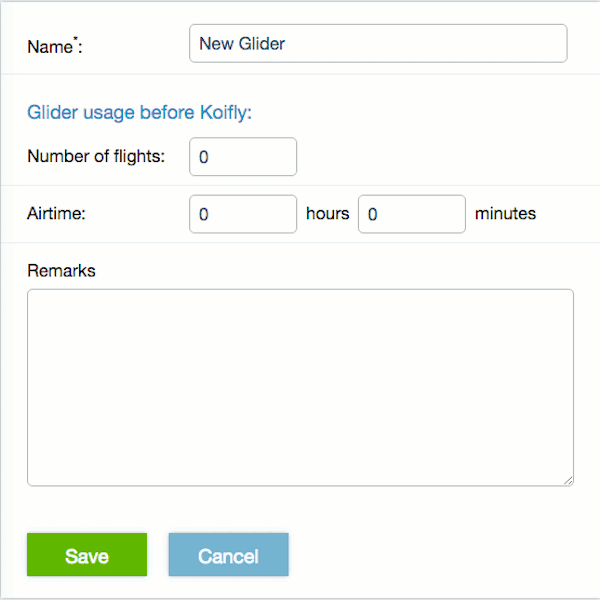 Name*: New Glider
Glider usage before Koifly:
Number of flights: 0
Airtime: 0 hours 0 minutes
Remarks
Save Cancel